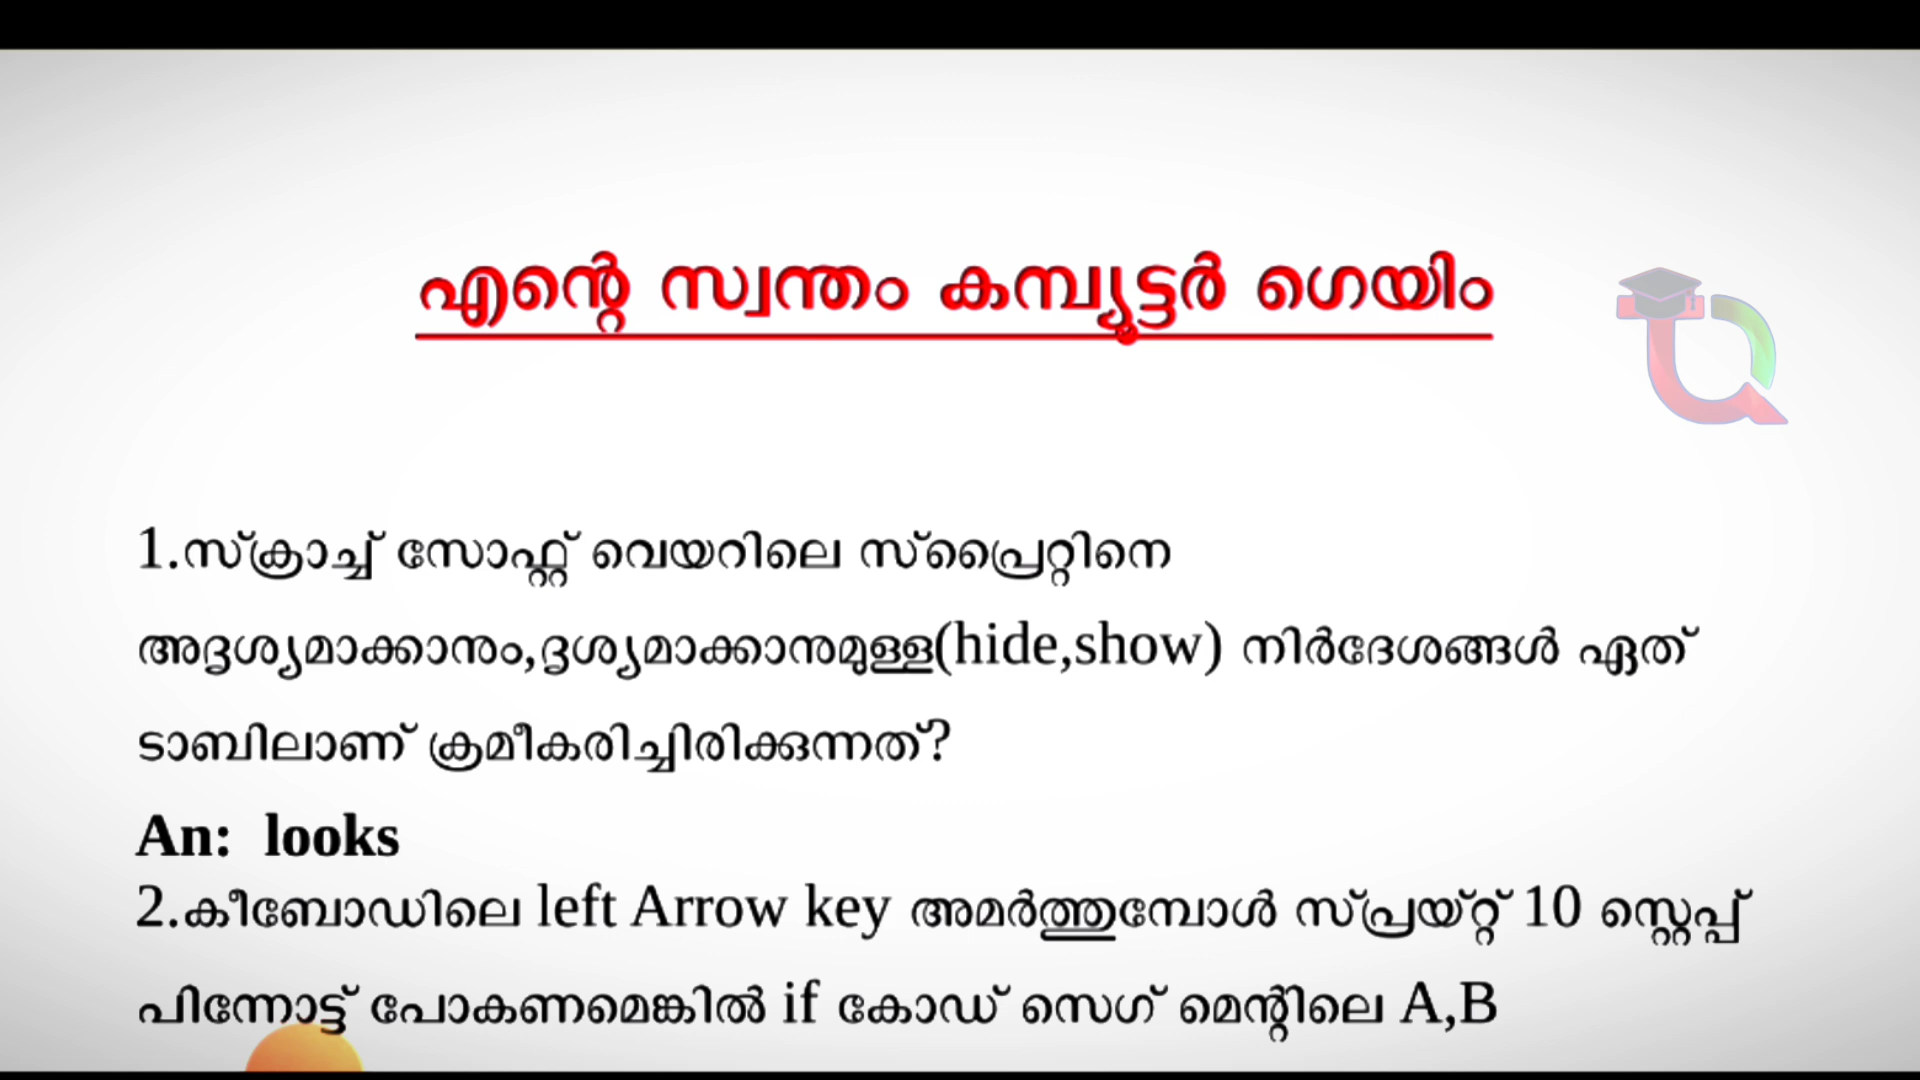 എന്റെ സ്വന്തം കമ്പ്യൂട്ടർ ഗെയിം
1.സ്ക്രാച്ച് സോഫ്റ്റ് വെയറിലെ സ്പ്രൈറ്റിനെ
അദൃശ്യമാക്കാനും,ദൃശ്യമാക്കാനുമുള്ള(hide,show) നിർദേശങ്ങൾ ഏത്
ടാബിലാണ് ക്രമീകരിച്ചിരിക്കുന്നത്?
An: looks
2.കീബോഡിലെ left Arrow key അമർത്തുമ്പോൾ സ്പ്രയ്റ്റ് 10 സ്റ്റെപ്പ്
പിന്നോട്ട് പോകണമെങ്കിൽ if കോഡ് സെഗ് മെന്റിലെ A,B